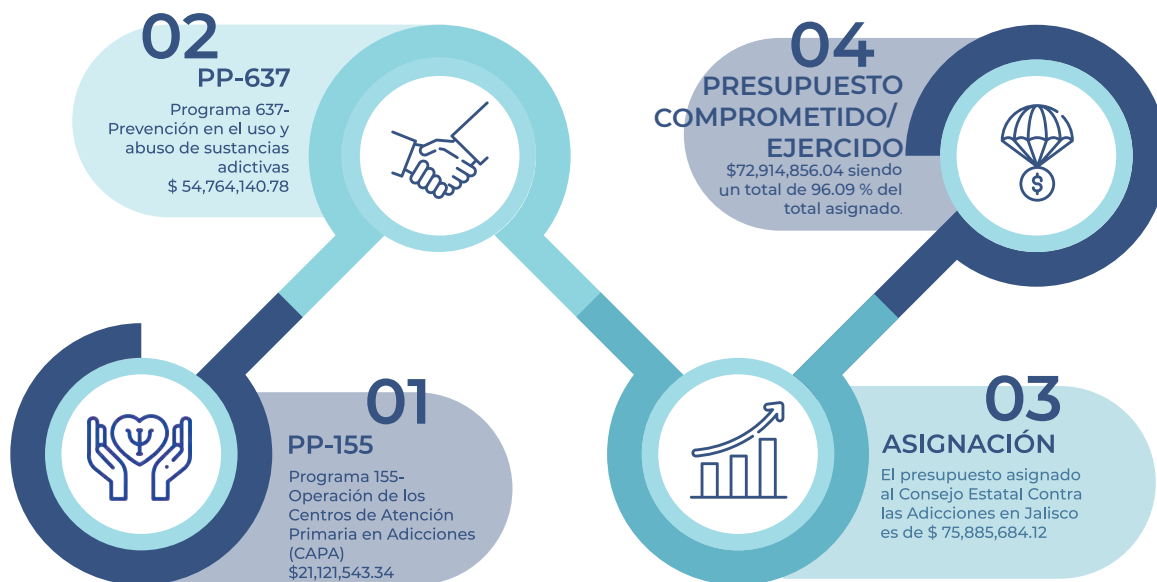 02
PP-637
Programa 637-
Prevención en el uso y
abuso de sustancias
adictivas
$ 54,764,140.78
04
PRESUPUESTO
COMPROMETIDO/
EJERCIDO
$72,914,856.04 siendo
un total de 96.09 % del
total asignado.
01
PP-155
Programa 155-
Operación de los
Centros de Atención
Primaria en Adicciones
(CAPA)
$21,121,543.34
03
ASIGNACIÓN
El presupuesto asignado
al Consejo Estatal Contra
las Adicciones en Jalisco
es de $ 75,885,684.12
Ψ
$